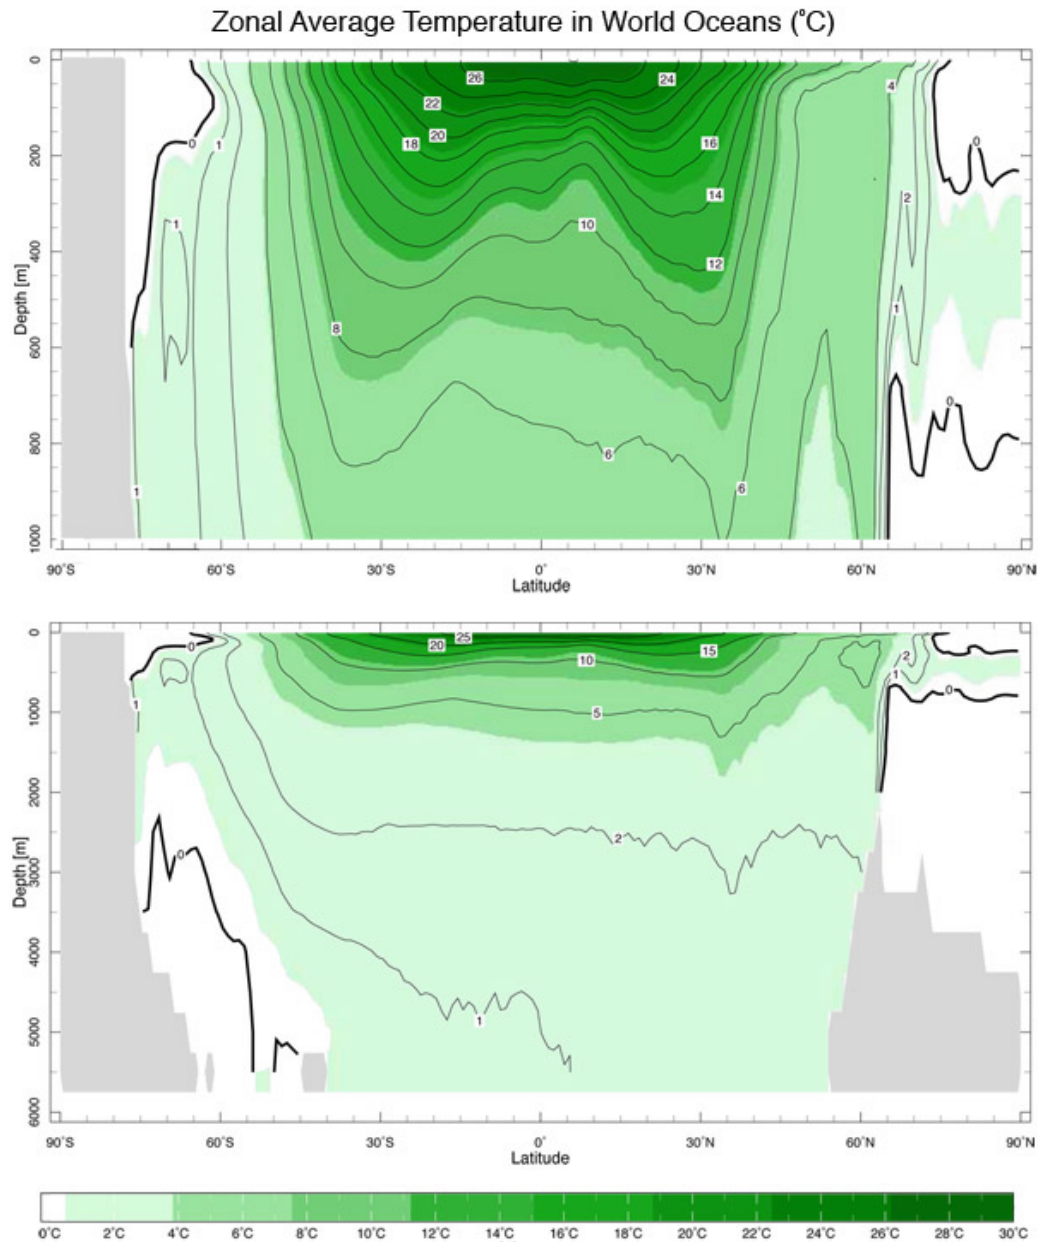 Zonal Average Temperature in World Oceans (˚C)
0
26
24
4
22
20
18
0
1
16
0
200
14
2
1
10
400
12
Depth [m]
8
1
600
0
6
800
6
1
1000
90˚S
60˚S
30˚S
0˚
30˚N
60˚N
90˚N
Latitude
0
25
0
20
15
2
10
1
0
1
5
1000
2000
2
0
3000
Depth [m]
4000
1
5000
6000
90˚S
60˚S
30˚S
0˚
30˚N
60˚N
90˚N
Latitude
0˚C 2˚C 4˚C 6˚C 8˚C 10˚C 12˚C 14˚C 16˚C 18˚C 20˚C 22˚C 24˚C 26˚C 28˚C 30˚C